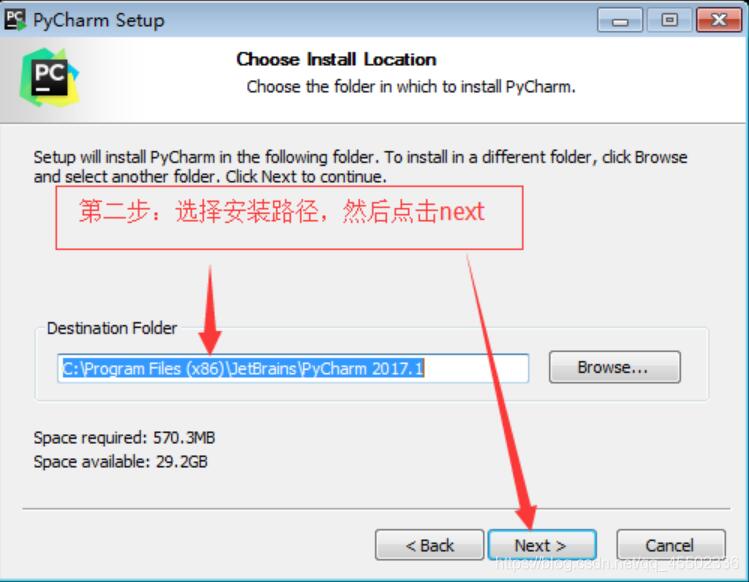 PyCharm Setup
PC
Choose Install Location
Choose the folder in which to install PyCharm.
Setup will install PyCharm in the following folder. To install in a different folder, click Browse
and select another folder. Click Next to continue.
第二步：选择安装路径，然后点击next
Destination Folder
C:\Program Files (x86)\JetBrains\PyCharm 2017.1
Browse...
Space required: 570.3MB
Space available: 29.2GB
< Back
Next >
Cancel
https://blog.csdn.net/qq_45502336